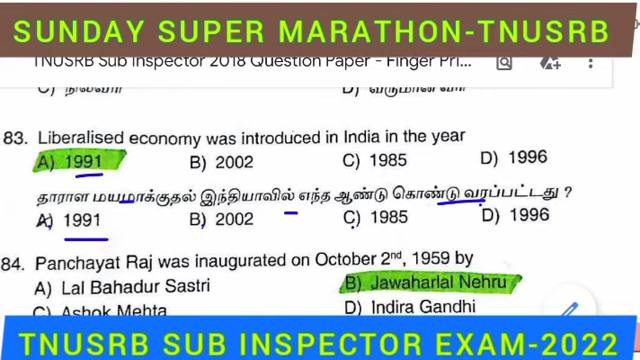 SUNDAY SUPER MARATHON-TNUSRB
TNUSRB Sub Inspector 2018 Question Paper - Finger Pri...
C) நிலவரி D) வருமான வரி
83. Liberalised economy was introduced in India in the year
A) 1991 B) 2002 C) 1985 D) 1996
தாராள மயமாக்குதல் இந்தியாவில் எந்த ஆண்டு கொண்டு வரப்பட்டது ?
A) 1991 B) 2002 C) 1985 D) 1996
84. Panchayat Raj was inaugurated on October 2nd, 1959 by
A) Lal Bahadur Sastri B) Jawaharlal Nehru
C) Ashok Mehta D) Indira Gandhi
TNUSRB SUB INSPECTOR EXAM-2022